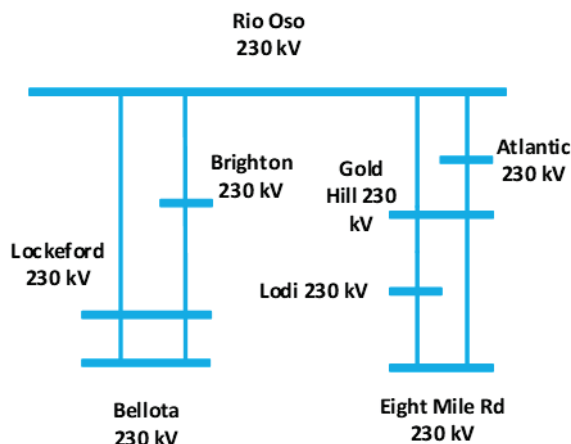 Rio Oso
230 kV
Brighton
230 kV
Gold
Hill 230
kV
Atlantic
230 kV
Lockeford
230 kV
Lodi 230 kV
Bellota
230 kV
Eight Mile Rd
230 kV